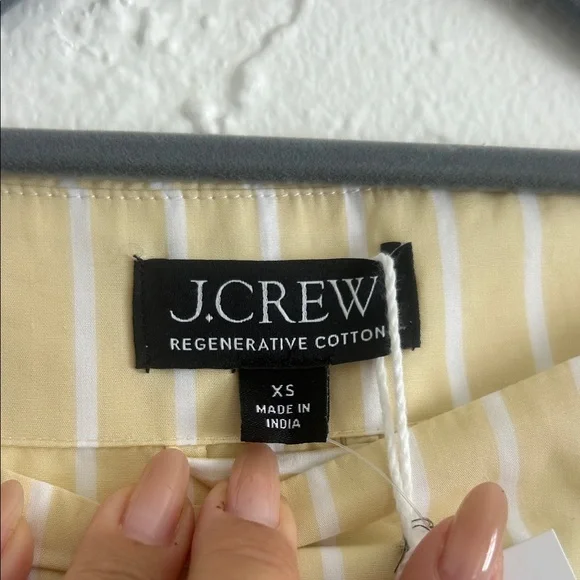 J.CREW
REGENERATIVE COTTON
XS
MADE IN
INDIA